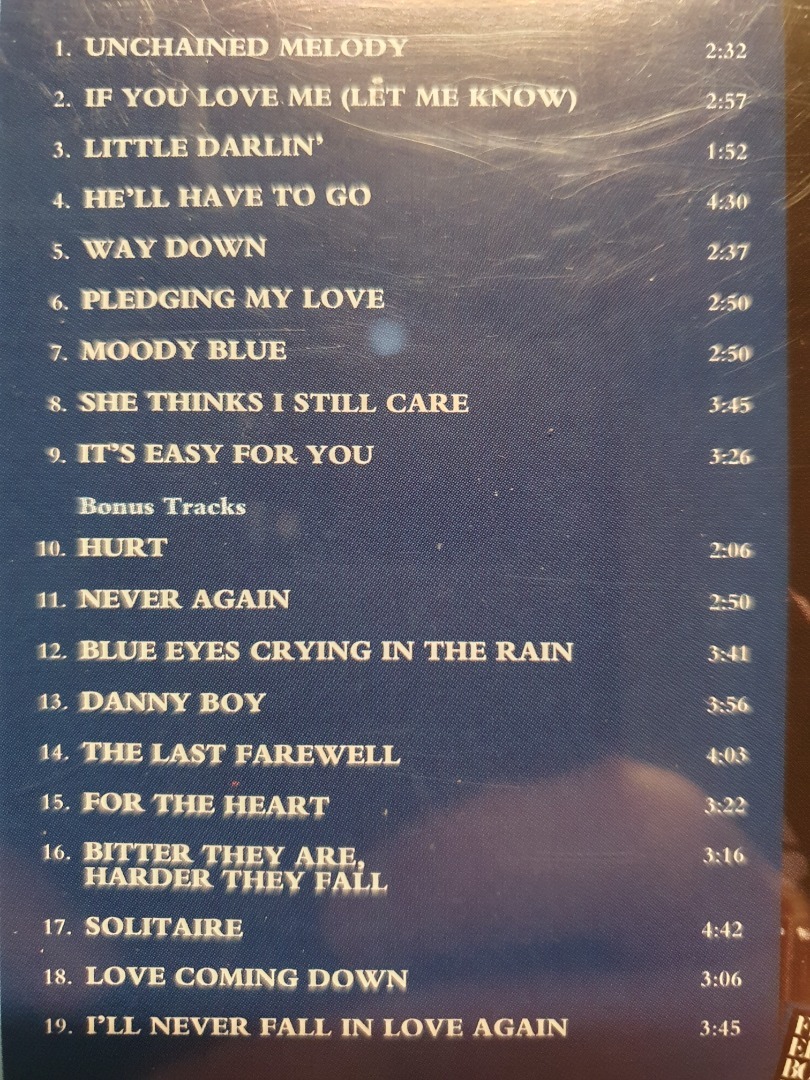 1. UNCHAINED MELODY 2:32
2. IF YOU LOVE ME (LET ME KNOW) 2:57
3. LITTLE DARLIN' 1:52
4. HE'LL HAVE TO GO 4:30
5. WAY DOWN 2:37
6. PLEDGING MY LOVE 2:50
7. MOODY BLUE 2:50
8. SHE THINKS I STILL CARE 3:45
9. IT'S EASY FOR YOU 3:26
Bonus Tracks
10. HURT 2:06
11. NEVER AGAIN 2:50
12. BLUE EYES CRYING IN THE RAIN 3:41
13. DANNY BOY 3:56
14. THE LAST FAREWELL 4:03
15. FOR THE HEART 3:22
16. BITTER THEY ARE, 3:16
HARDER THEY FALL
17. SOLITAIRE 4:42
18. LOVE COMING DOWN 3:06
19. I'LL NEVER FALL IN LOVE AGAIN 3:45